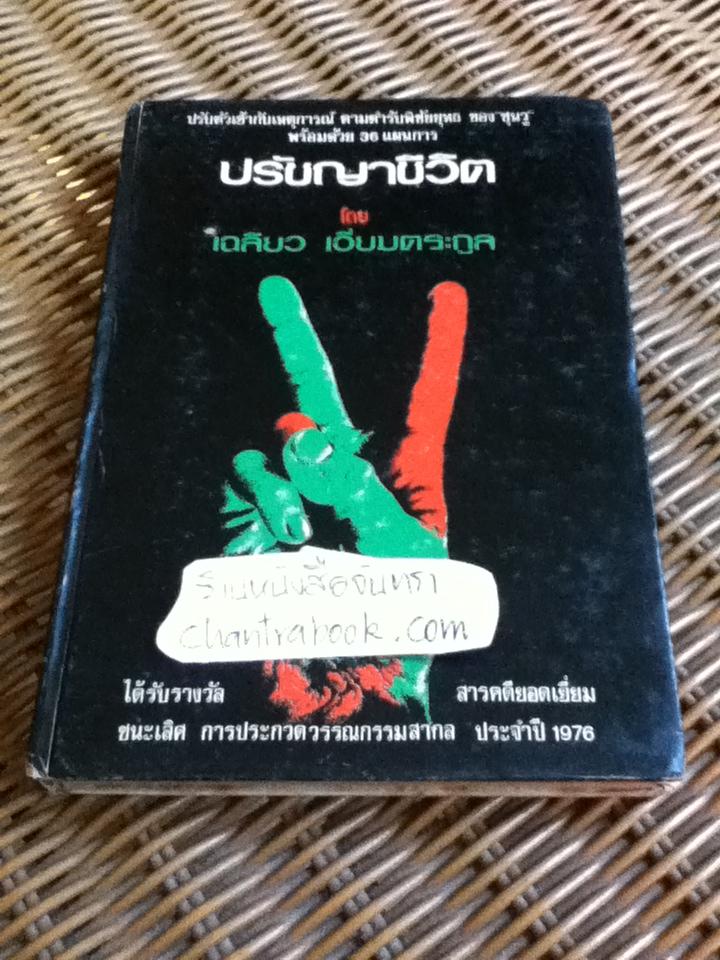 ปรับตัวเข้ากับเหตุการณ์ ตามตำรับพิชัยยุทธ ของ ซุนวู
พร้อมด้วย 36 แผนการ
ปรัชญาชีวิต
โดย
เฉลียว เอี่ยมตระกูล
ร้านหนังสือจันทรา
chantrabook.com
ได้รับรางวัล สารคดียอดเยี่ยม
ชนะเลิศ การประกวดวรรณกรรมสากล ประจำปี 1976